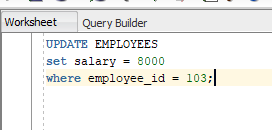 Worksheet Query Builder
UPDATE EMPLOYEES
set salary = 8000
where employee_id = 103;